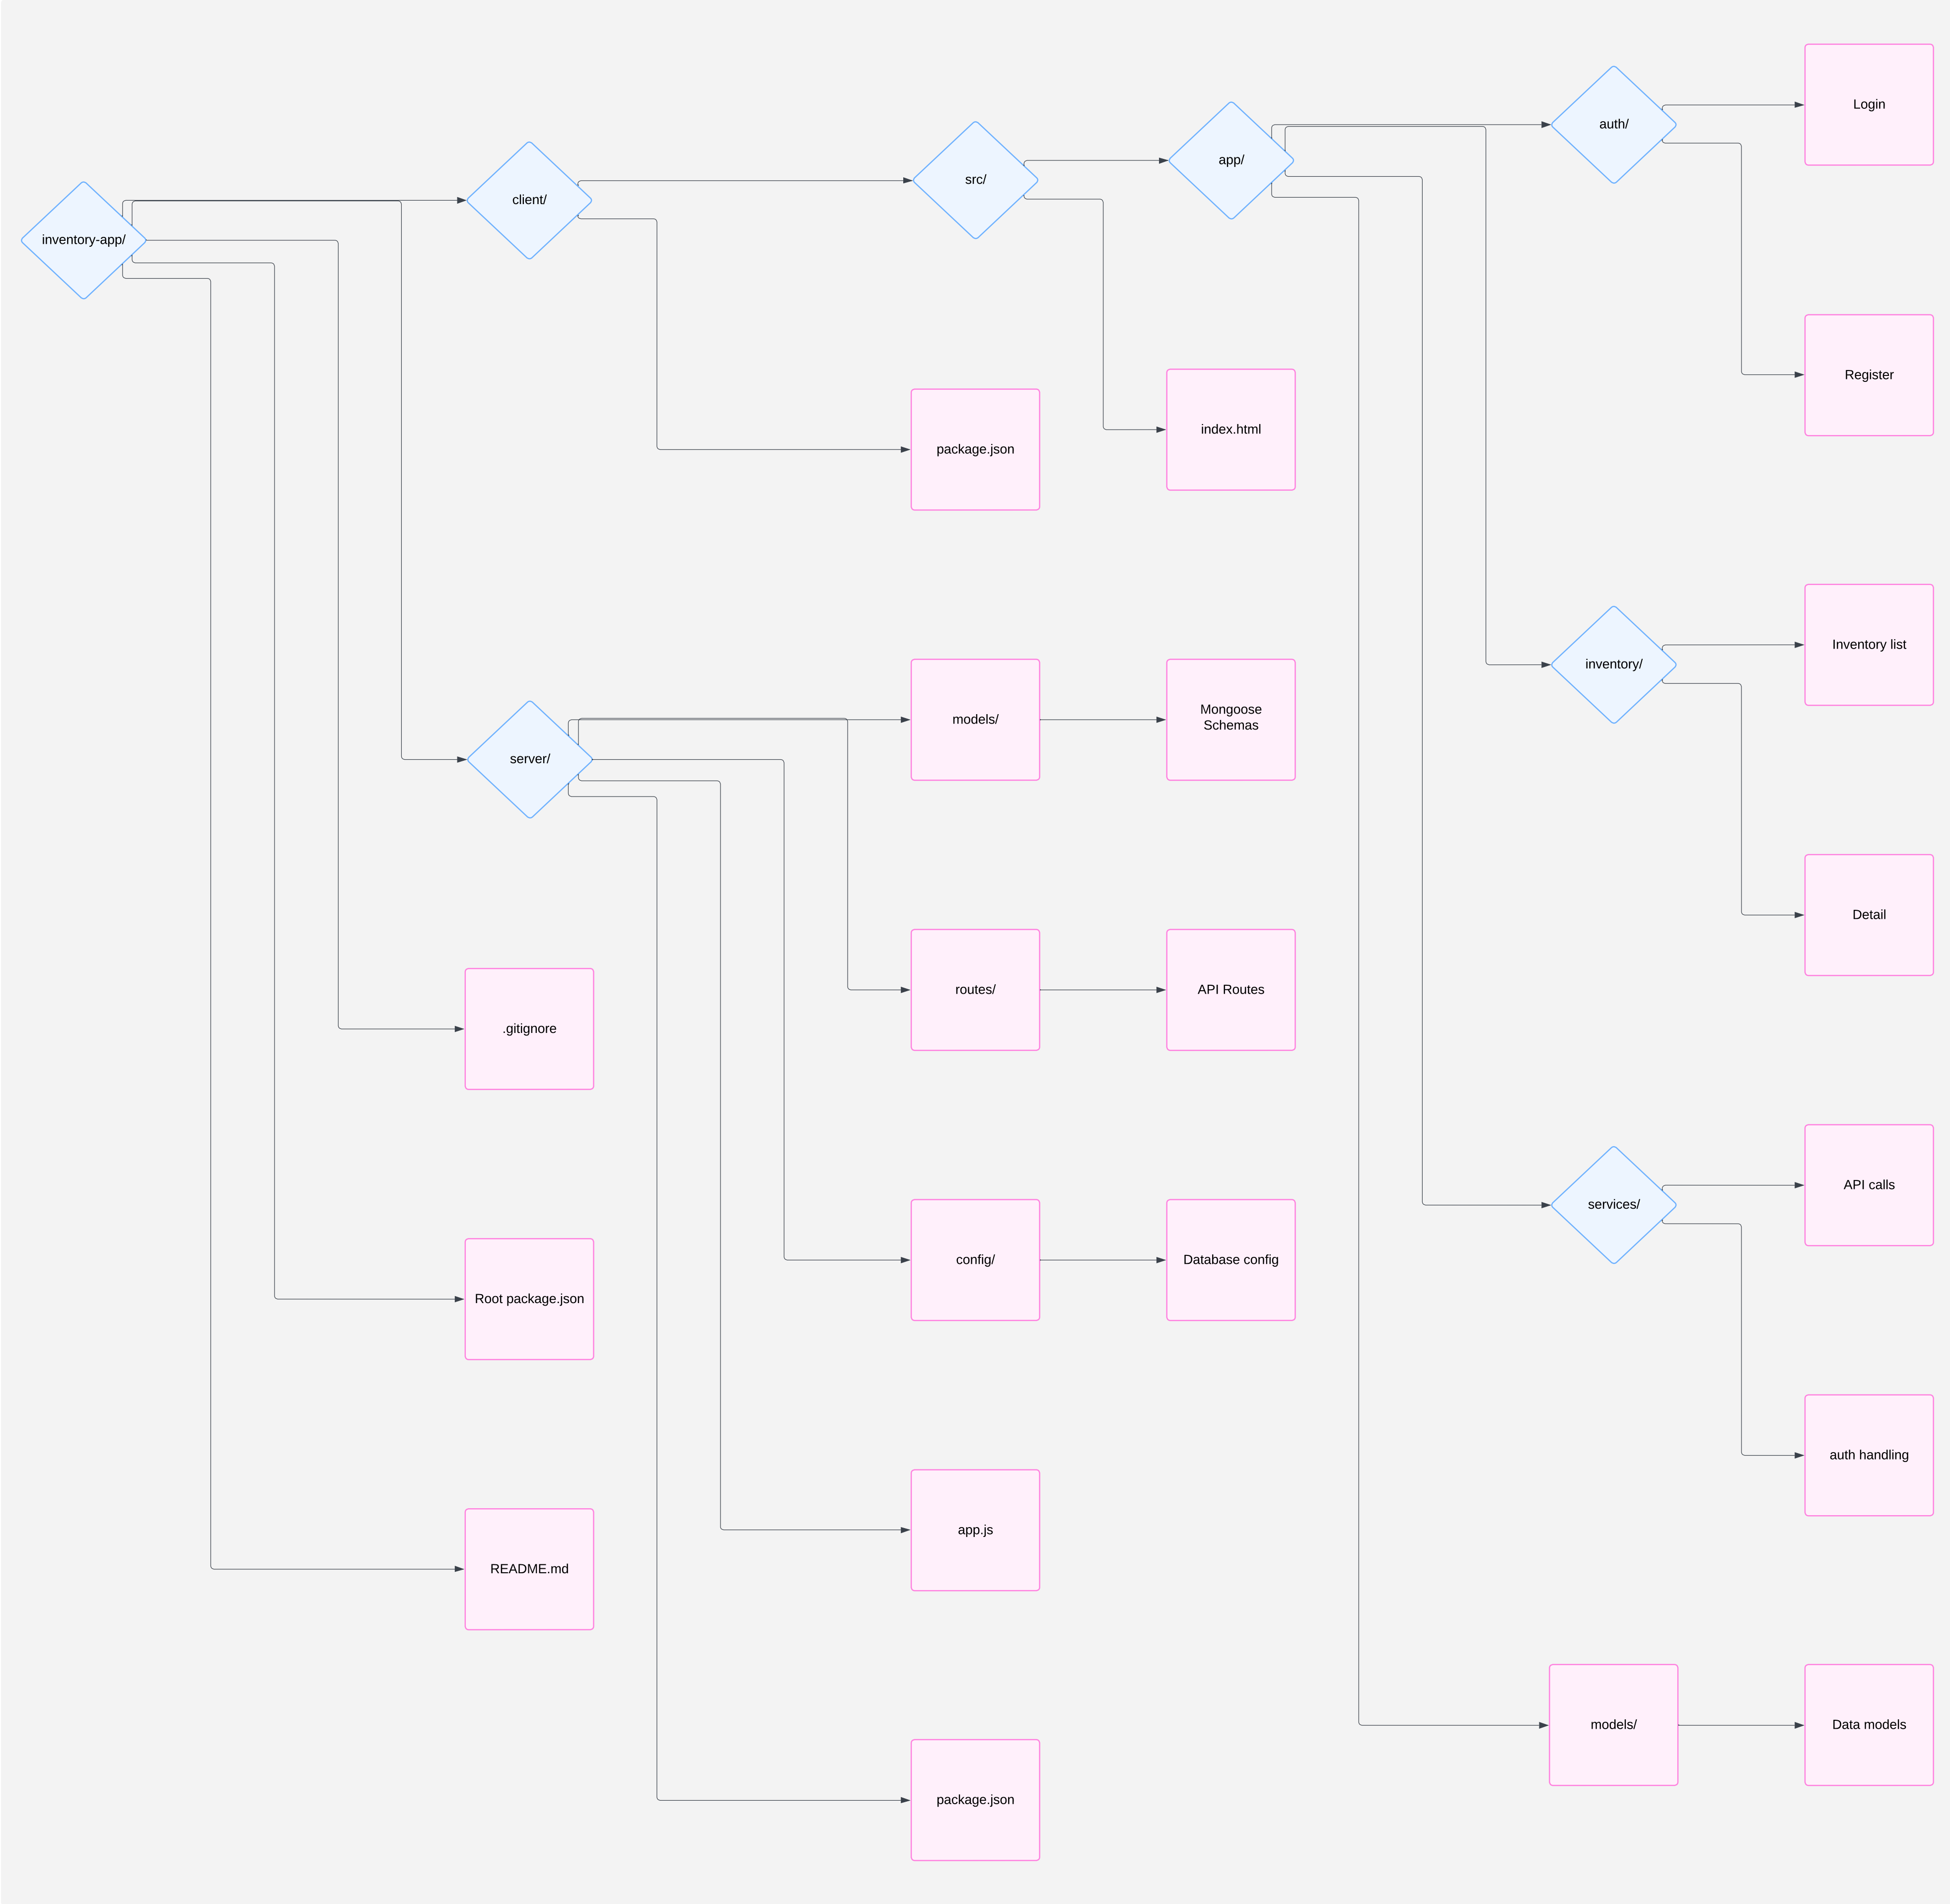 Login
auth/
app/
src/
client/
inventory-app/
Register
index.html
package.json
Inventory list
inventory/
models/
Mongoose
Schemas
server/
Detail
routes/
API Routes
.gitignore
API calls
services/
config/
Database config
Root package.json
auth handling
app.js
README.md
models/
Data models
package.json